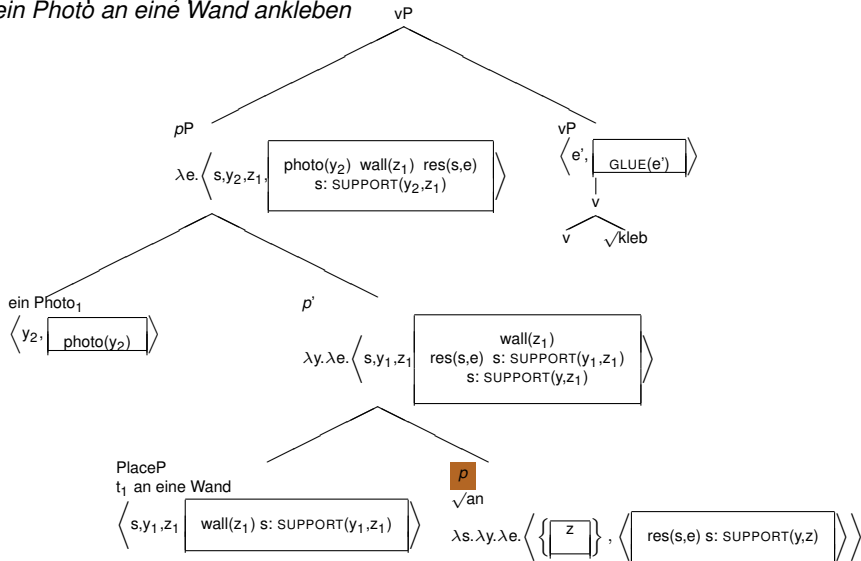 ein Photo an eine Wand ankleben
vP
pP
λe.⟨s,y₂,z₁, photo(y₂) wall(z₁) res(s,e)
s: SUPPORT(y₂,z₁) ⟩
vP
⟨e', GLUE(e') ⟩
v
v √kleb
ein Photo₁
⟨y₂, photo(y₂) ⟩
p'
λy.λe.⟨s,y₁,z₁ wall(z₁)
res(s,e) s: SUPPORT(y₁,z₁)
s: SUPPORT(y,z₁) ⟩
PlaceP
t₁ an eine Wand
⟨s,y₁,z₁ wall(z₁) s: SUPPORT(y₁,z₁) ⟩
p
√an
λs.λy.λe.⟨{ z },⟨ res(s,e) s: SUPPORT(y,z) ⟩⟩